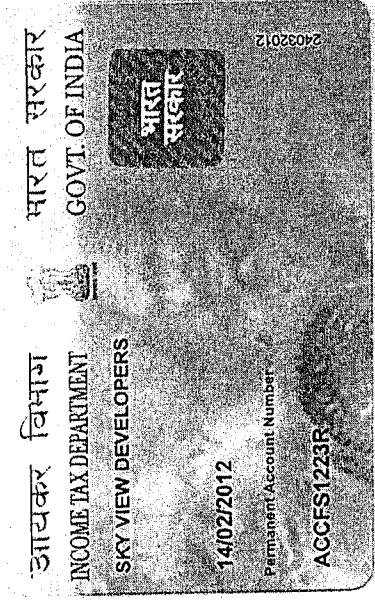 आयकर विभाग भारत सरकार
INCOME TAX DEPARTMENT GOVT. OF INDIA
SKY VIEW DEVELOPERS
भारत
सरकार
14/02/2012
Permanent Account Number
ACCFS1223R
24032012